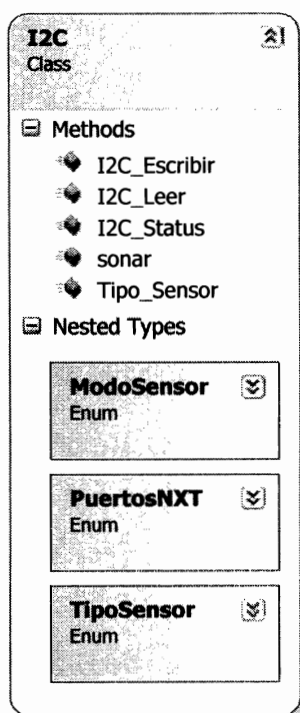 I2C
Class
Methods
I2C_Escribir
I2C_Leer
I2C_Status
sonar
Tipo_Sensor
Nested Types
ModoSensor
Enum
PuertosNXT
Enum
TipoSensor
Enum